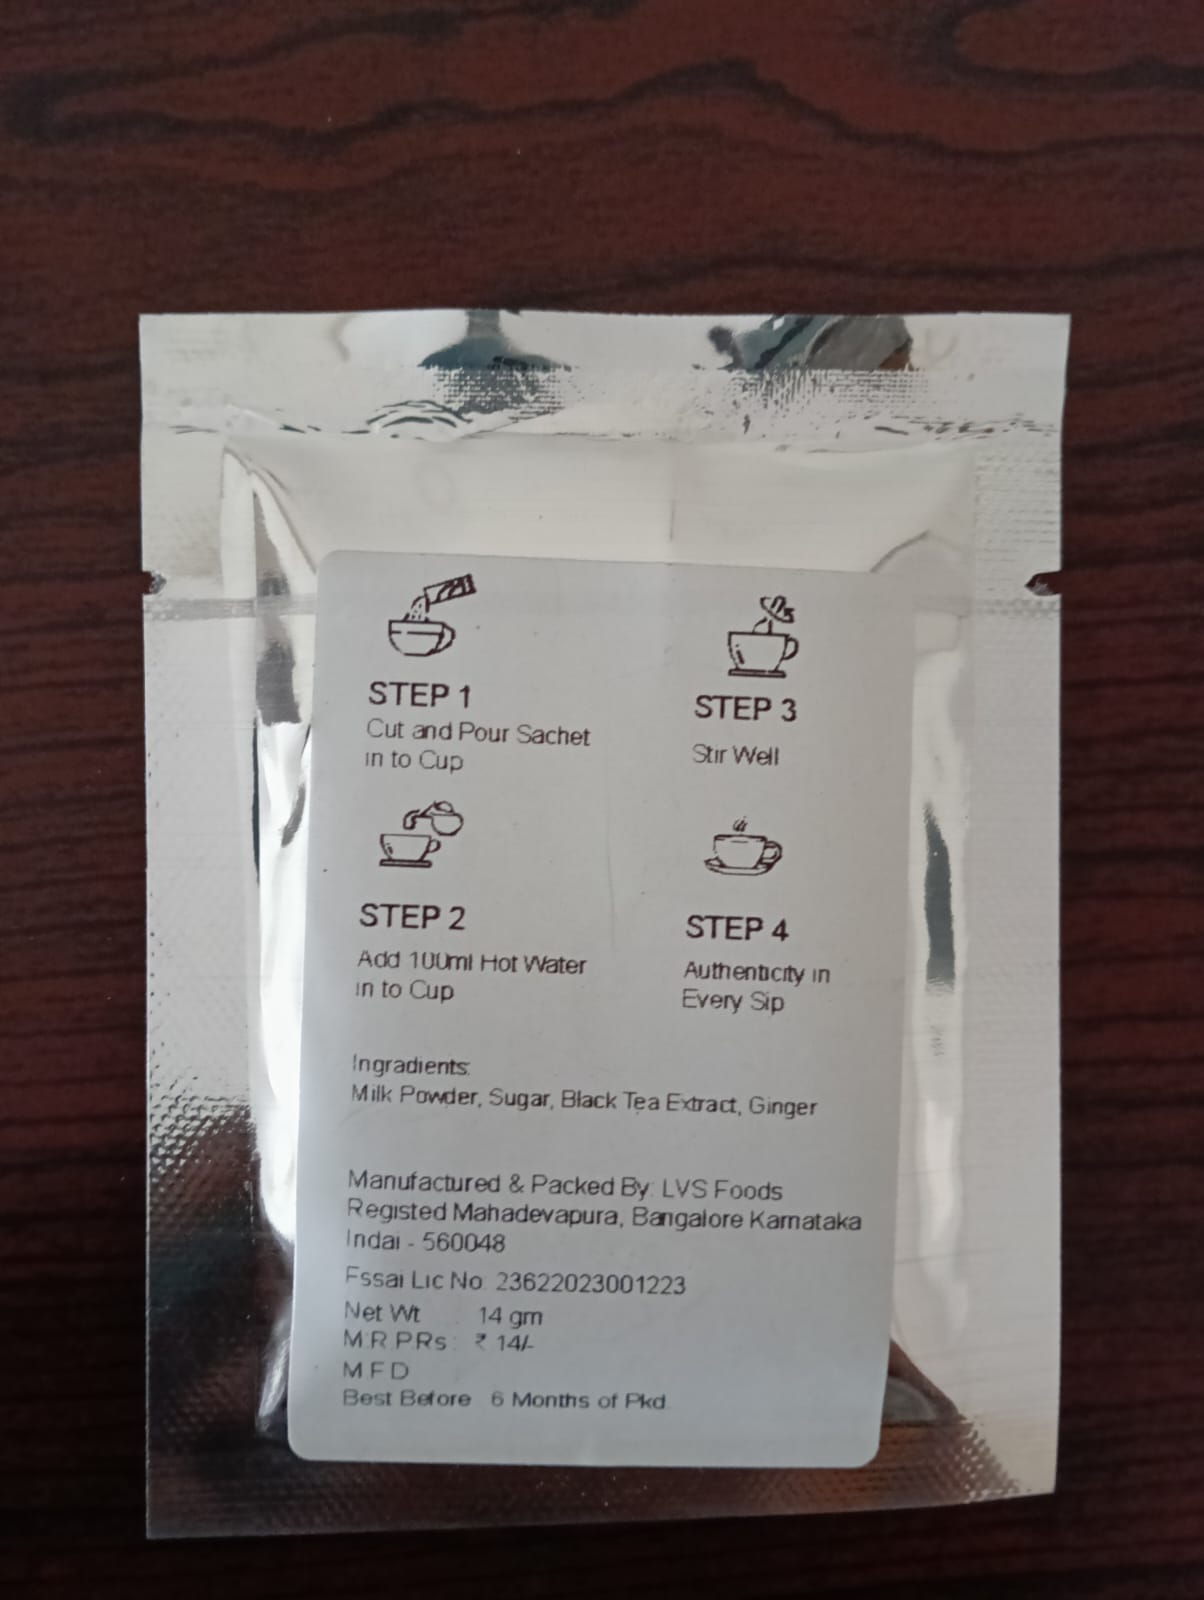 STEP 1
Cut and Pour Sachet
in to Cup
STEP 2
Add 100ml Hot Water
in to Cup
STEP 3
Stir Well
STEP 4
Authenticity in
Every Sip
Ingradients:
Milk Powder, Sugar, Black Tea Extract, Ginger
Manufactured & Packed By: LVS Foods
Registed Mahadevapura, Bangalore Karnataka
Indai - 560048
Fssai Lic No: 23622023001223
Net Wt : 14 gm
M.R.P.Rs : ₹ 14/-
M F D
Best Before 6 Months of Pkd.